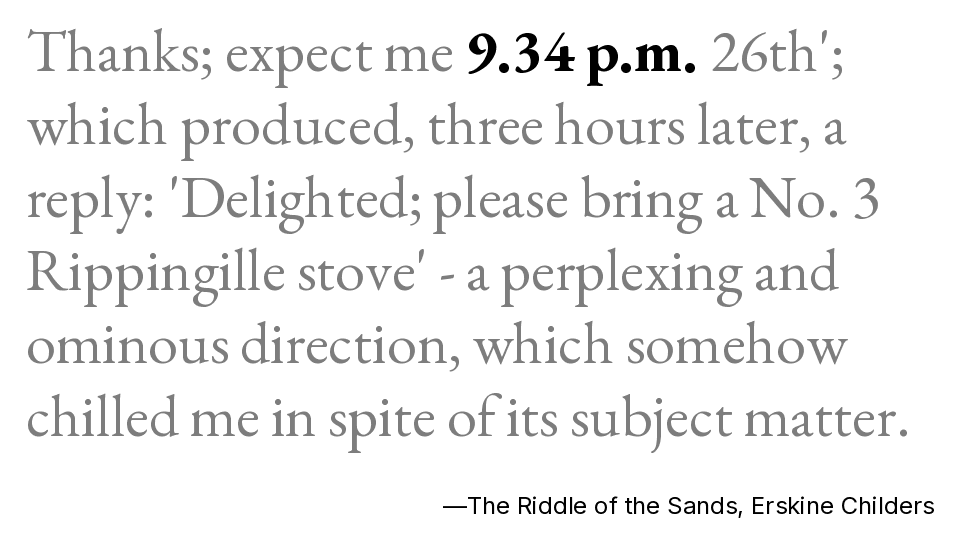 Thanks; expect me 9.34 p.m. 26th';
which produced, three hours later, a
reply: 'Delighted; please bring a No. 3
Rippingille stove' - a perplexing and
ominous direction, which somehow
chilled me in spite of its subject matter.
—The Riddle of the Sands, Erskine Childers